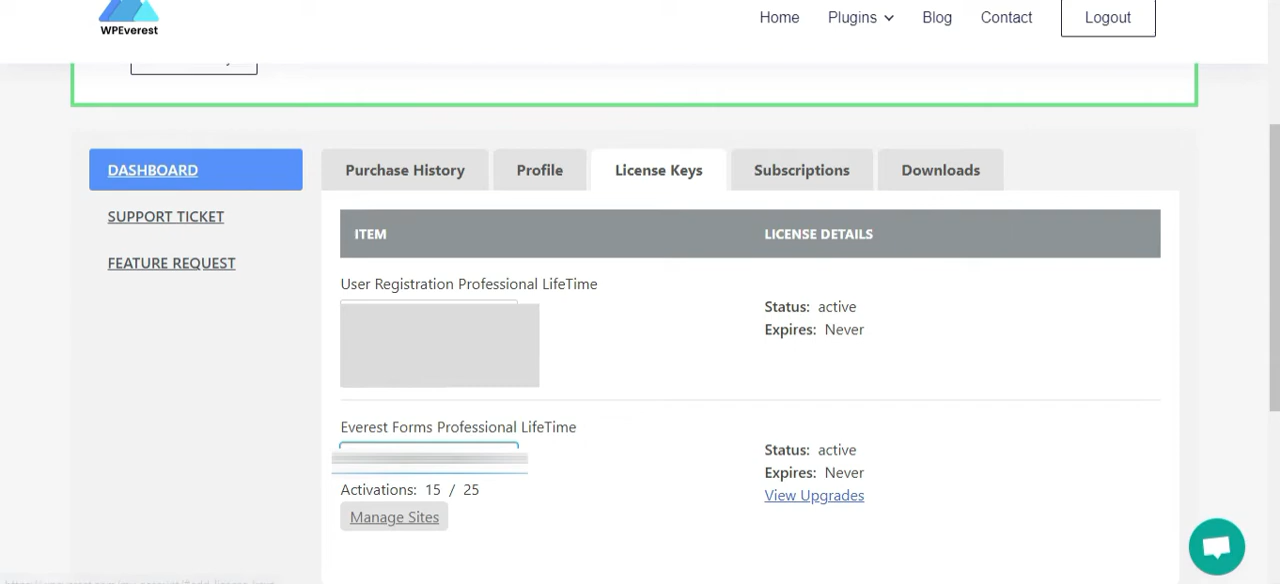 WPEverest
Home Plugins Blog Contact Logout
DASHBOARD
SUPPORT TICKET
FEATURE REQUEST
Purchase History Profile License Keys Subscriptions Downloads
ITEM LICENSE DETAILS
User Registration Professional LifeTime
Status: active
Expires: Never
Everest Forms Professional LifeTime
Status: active
Expires: Never
View Upgrades
Activations: 15 / 25
Manage Sites